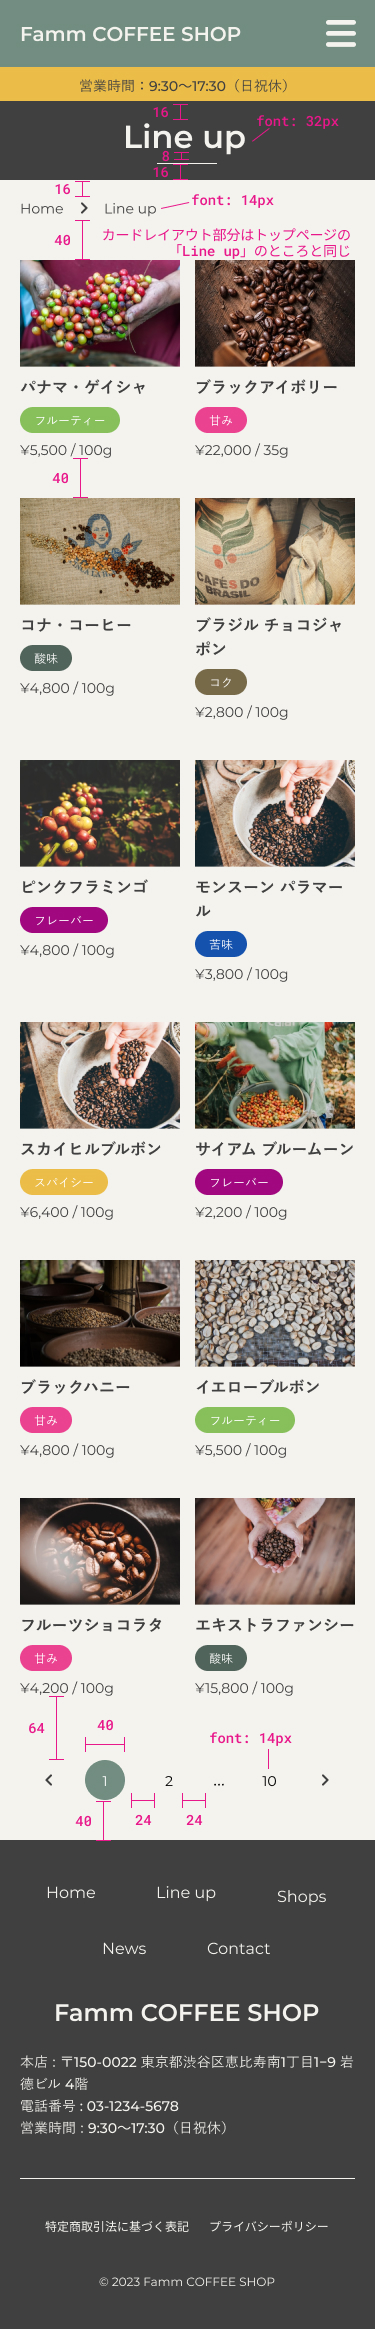 Famm COFFEE SHOP
営業時間：9:30〜17:30（日祝休）
16
font: 32px
Line up
8
16
16
Home
Line up
font: 14px
40
カードレイアウト部分はトップページの
「Line up」のところと同じ
パナマ・ゲイシャ
フルーティー
¥5,500 / 100g
ブラックアイボリー
甘み
¥22,000 / 35g
40
コナ・コーヒー
酸味
¥4,800 / 100g
CAFÉS DO
BRASIL
ブラジル チョコジャ
ポン
コク
¥2,800 / 100g
ピンクフラミンゴ
フレーバー
¥4,800 / 100g
モンスーン パラマー
ル
苦味
¥3,800 / 100g
スカイヒルブルボン
スパイシー
¥6,400 / 100g
サイアム ブルームーン
フレーバー
¥2,200 / 100g
ブラックハニー
甘み
¥4,800 / 100g
イエローブルボン
フルーティー
¥5,500 / 100g
フルーツショコラタ
甘み
¥4,200 / 100g
エキストラファンシー
酸味
¥15,800 / 100g
64
40
font: 14px
1
2
...
10
40
24
24
Home
Line up
Shops
News
Contact
Famm COFFEE SHOP
本店 : 〒150-0022 東京都渋谷区恵比寿南1丁目1−9 岩
徳ビル 4階
電話番号 : 03-1234-5678
営業時間 : 9:30〜17:30（日祝休）
特定商取引法に基づく表記
プライバシーポリシー
© 2023 Famm COFFEE SHOP